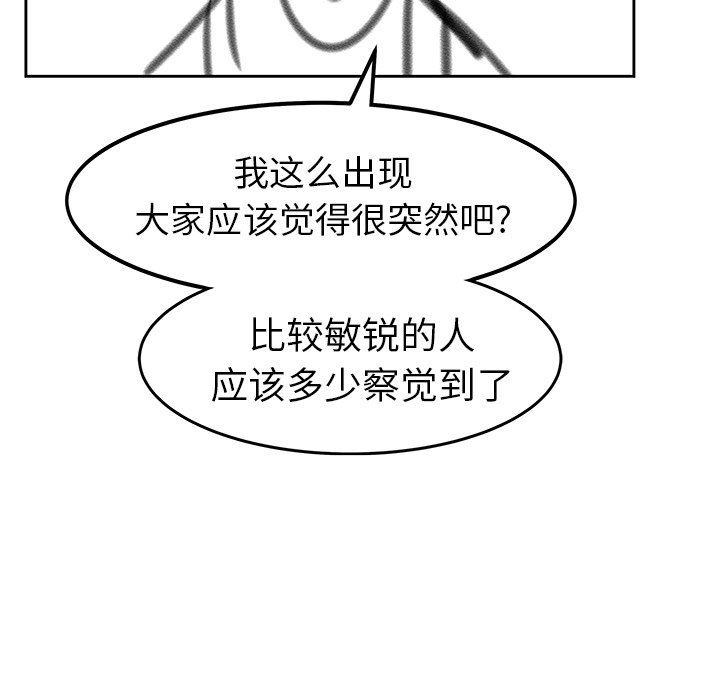 我这么出现
大家应该觉得很突然吧?
比较敏锐的人
应该多少察觉到了